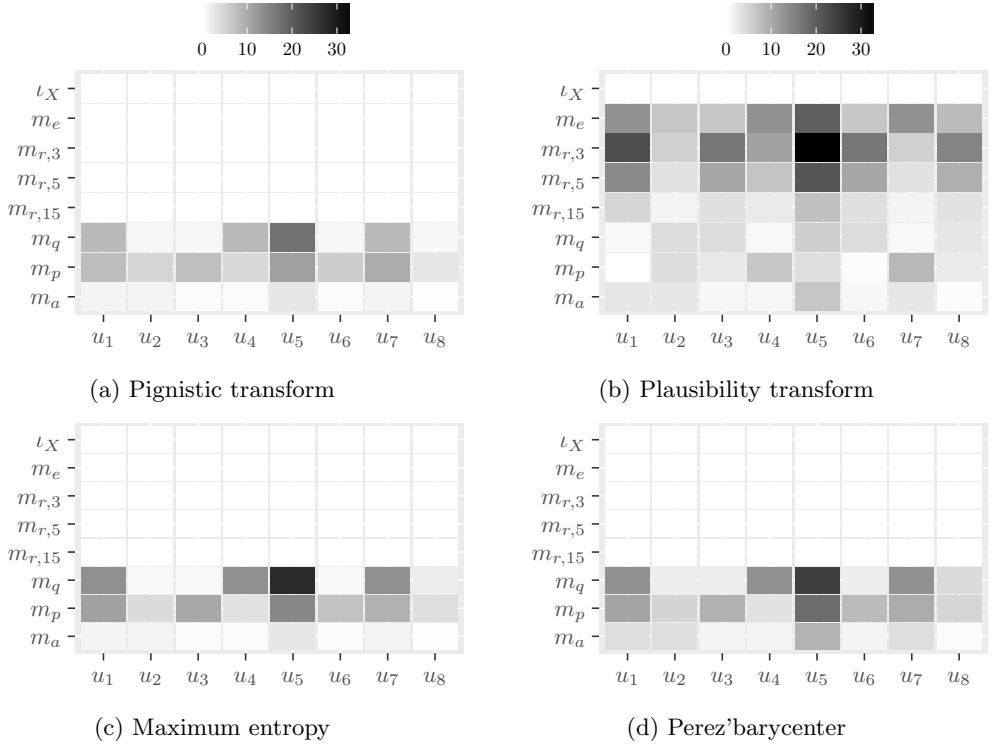 0 10 20 30
0 10 20 30
ι_X
m_e
m_{r,3}
m_{r,5}
m_{r,15}
m_q
m_p
m_a
u_1 u_2 u_3 u_4 u_5 u_6 u_7 u_8
(a) Pignistic transform
ι_X
m_e
m_{r,3}
m_{r,5}
m_{r,15}
m_q
m_p
m_a
u_1 u_2 u_3 u_4 u_5 u_6 u_7 u_8
(b) Plausibility transform
ι_X
m_e
m_{r,3}
m_{r,5}
m_{r,15}
m_q
m_p
m_a
u_1 u_2 u_3 u_4 u_5 u_6 u_7 u_8
(c) Maximum entropy
ι_X
m_e
m_{r,3}
m_{r,5}
m_{r,15}
m_q
m_p
m_a
u_1 u_2 u_3 u_4 u_5 u_6 u_7 u_8
(d) Perez'barycenter